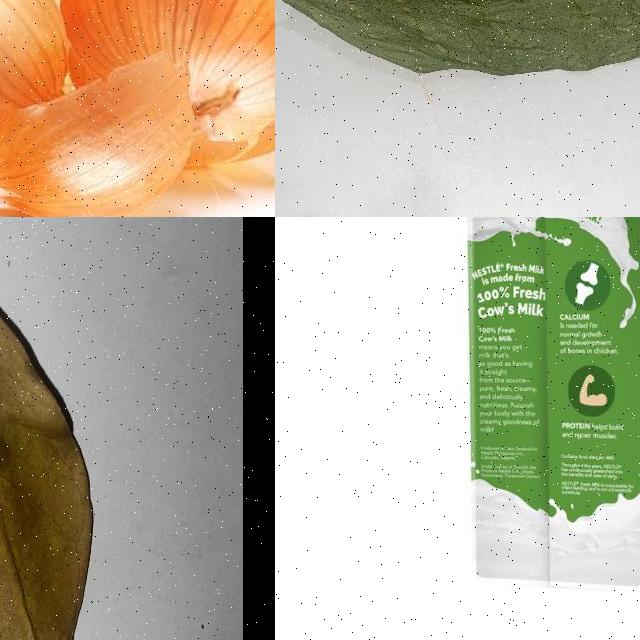 NESTLÉ® Fresh Milk
is made from
100% Fresh
Cow's Milk
100% Fresh
Cow's Milk
means you get
milk that's
as good as having
it straight
from the source—
pure, fresh, creamy,
and deliciously
nutritious. Nourish
your body with the
creamy goodness of
milk!
CALCIUM
is needed for
normal growth
and development
of bones in children.
PROTEIN helps build
and repair muscles.